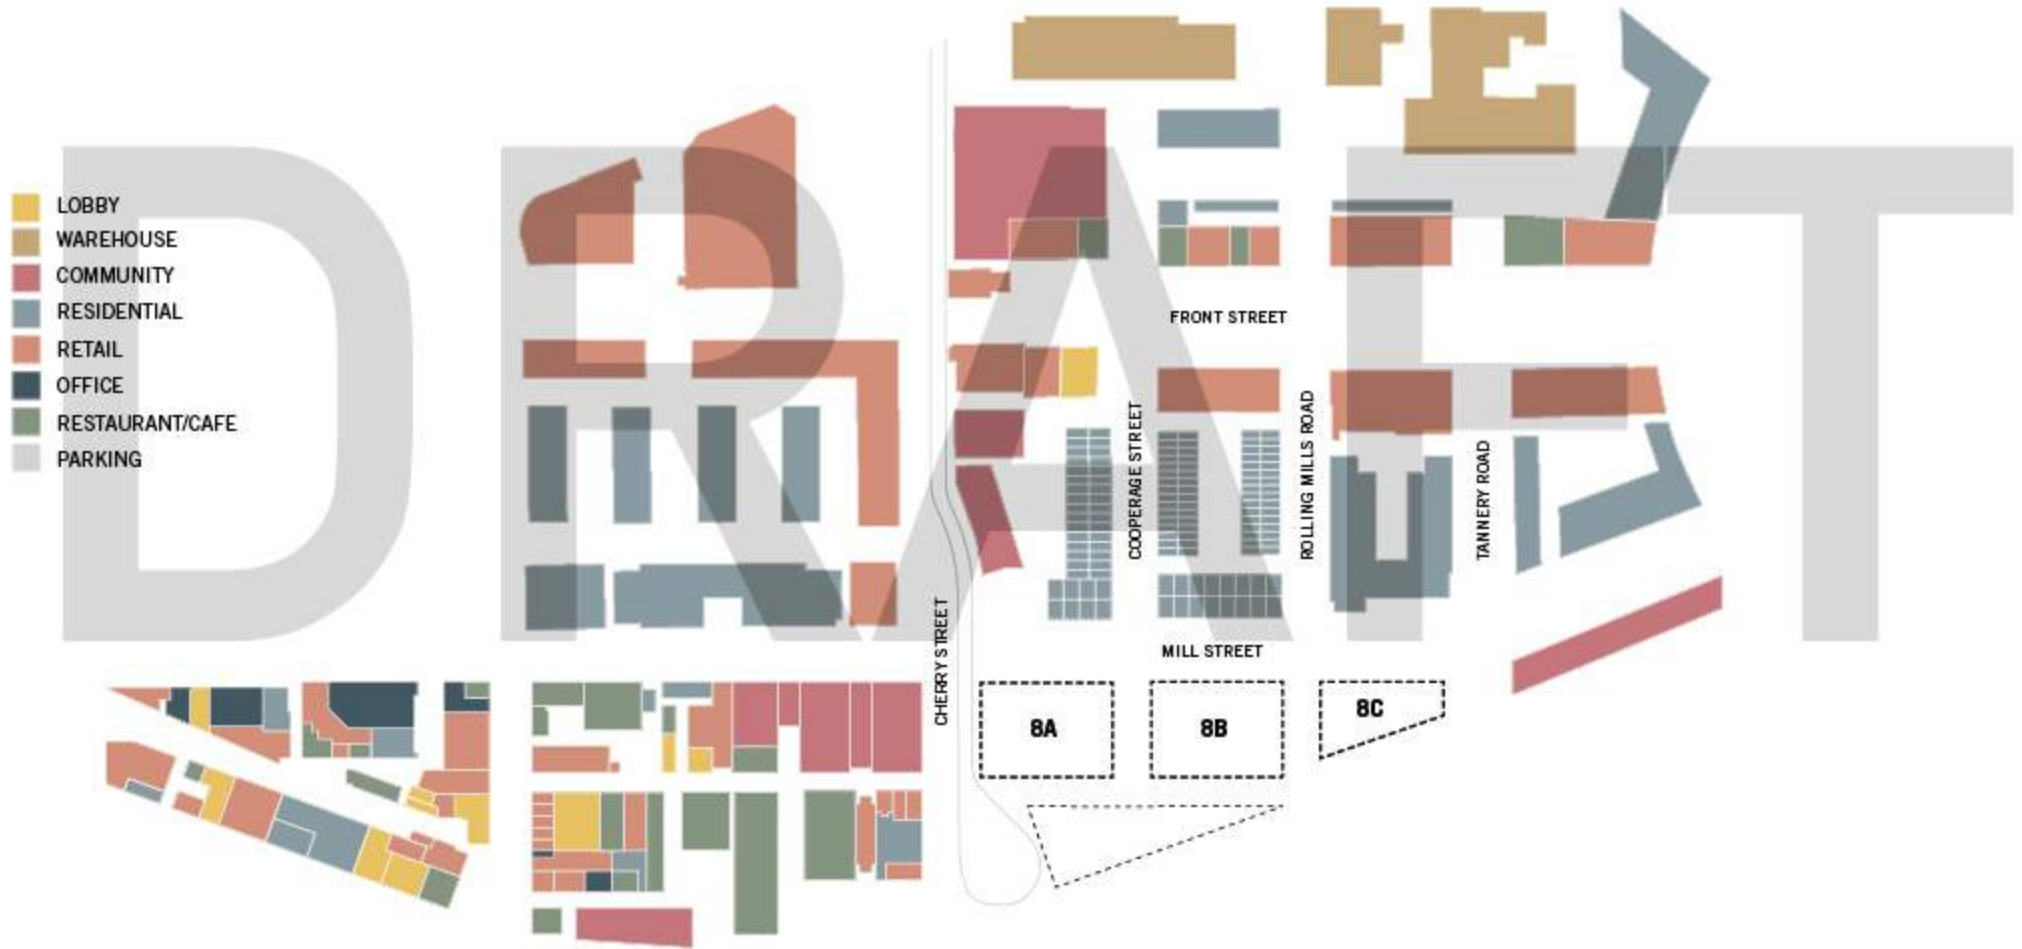 DRAFT
LOBBY
WAREHOUSE
COMMUNITY
RESIDENTIAL
RETAIL
OFFICE
RESTAURANT/CAFE
PARKING
FRONT STREET
COOPERAGE STREET
ROLLING MILLS ROAD
TANNERY ROAD
CHERRY STREET
MILL STREET
8A
8B
8C